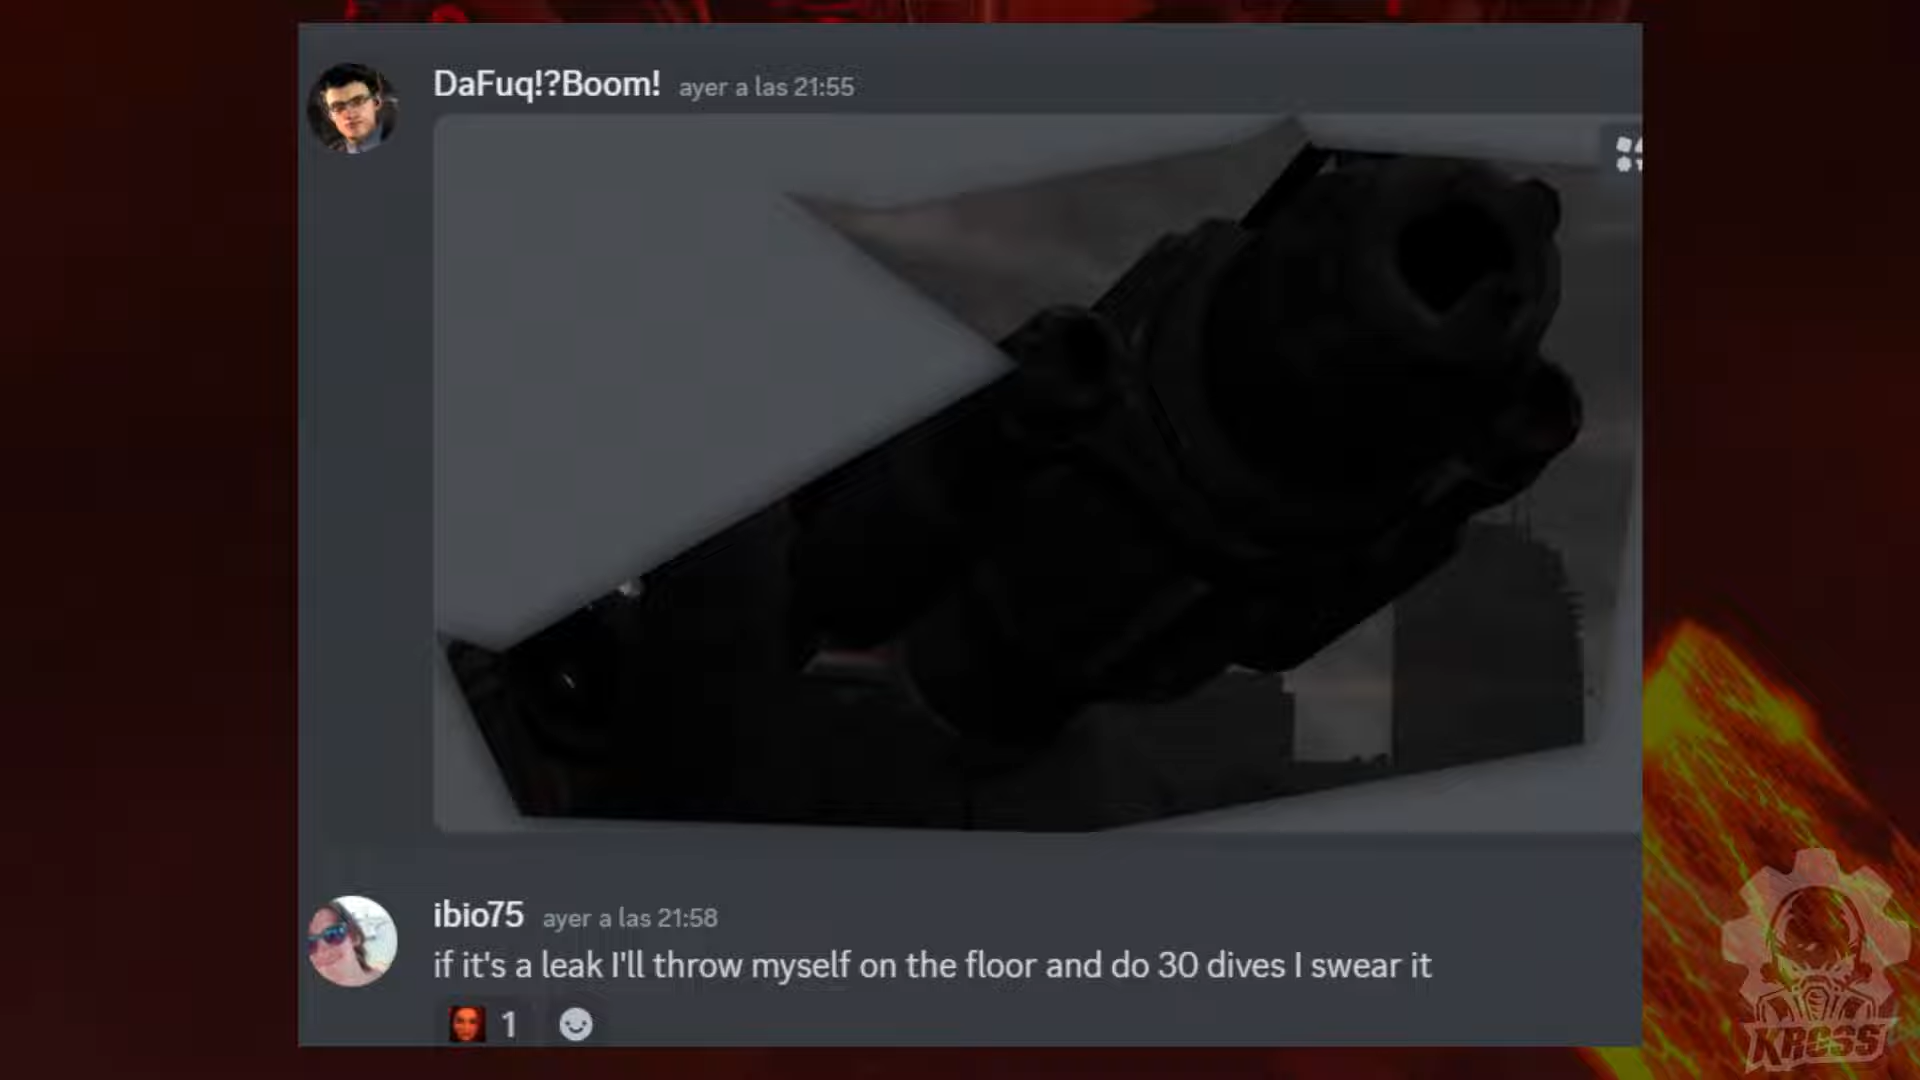 DaFuq!?Boom! ayer a las 21:55
ibio75 ayer a las 21:58
if it's a leak I'll throw myself on the floor and do 30 dives I swear it
1
KRCSS